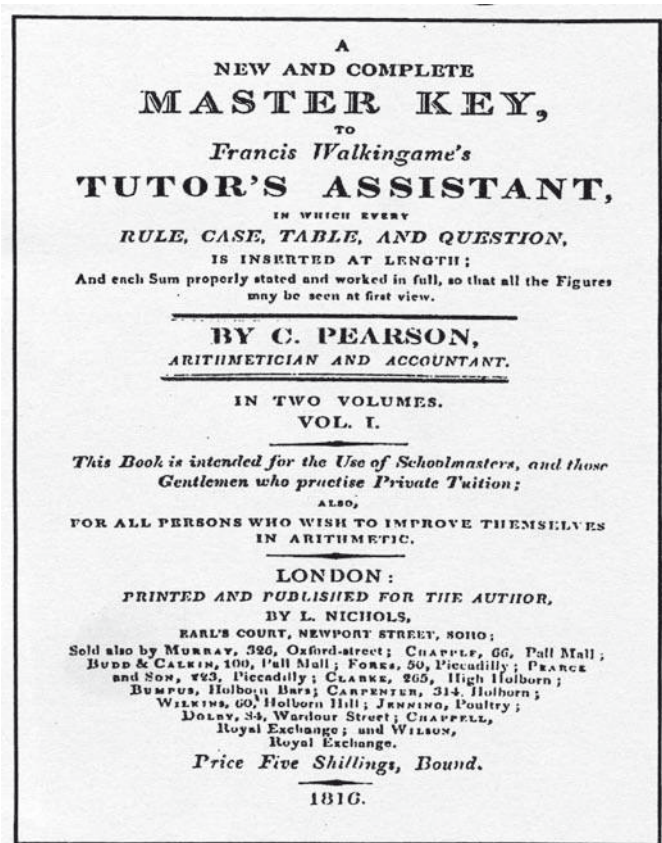 A
NEW AND COMPLETE
MASTER KEY,
TO
Francis Walkingame's
TUTOR'S ASSISTANT,
IN WHICH EVERY
RULE, CASE, TABLE, AND QUESTION,
IS INSERTED AT LENGTH;
And each Sum properly stated and worked in full, so that all the Figures
may be seen at first view.
BY C. PEARSON,
ARITHMETICIAN AND ACCOUNTANT.
IN TWO VOLUMES.
VOL. I.
This Book is intended for the Use of Schoolmasters, and those
Gentlemen who practise Private Tuition;
ALSO,
FOR ALL PERSONS WHO WISH TO IMPROVE THEMSELVES
IN ARITHMETIC.
LONDON:
PRINTED AND PUBLISHED FOR THE AUTHOR,
BY L. NICHOLS,
EARL'S COURT, NEWPORT STREET, SOHO;
Sold also by MURRAY, 326, Oxford-street; CHAPPLE, 66, Pall Mall;
BUDD & CALKIN, 100, Pall Mall; FORES, 50, Piccadilly; PEARCE
and SON, 223, Piccadilly; CLARKE, 265, High Holborn;
BUMPUS, Holborn Bars; CARPENTER, 314, Holborn;
WILKINS, 60, Holborn Hill; JENNING, Poultry;
DOLBY, 34, Wardour Street; CHAPPELL,
Royal Exchange; and WILSON,
Royal Exchange.
Price Five Shillings, Bound.
1816.